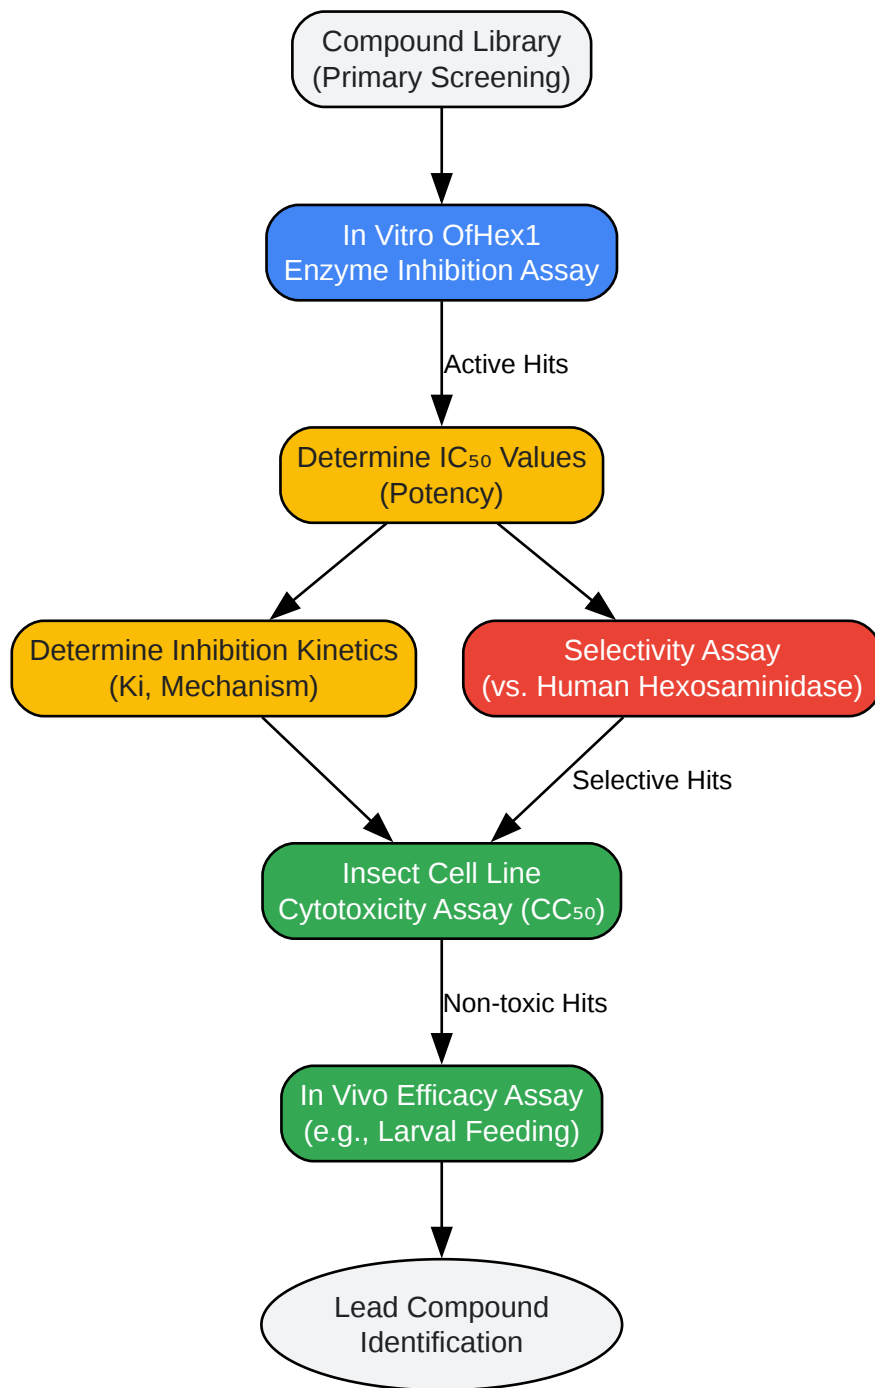 Compound Library
(Primary Screening)
In Vitro OfHex1
Enzyme Inhibition Assay
Active Hits
Determine IC₅₀ Values
(Potency)
Determine Inhibition Kinetics
(Ki, Mechanism)
Selectivity Assay
(vs. Human Hexosaminidase)
Selective Hits
Insect Cell Line
Cytotoxicity Assay (CC₅₀)
Non-toxic Hits
In Vivo Efficacy Assay
(e.g., Larval Feeding)
Lead Compound
Identification